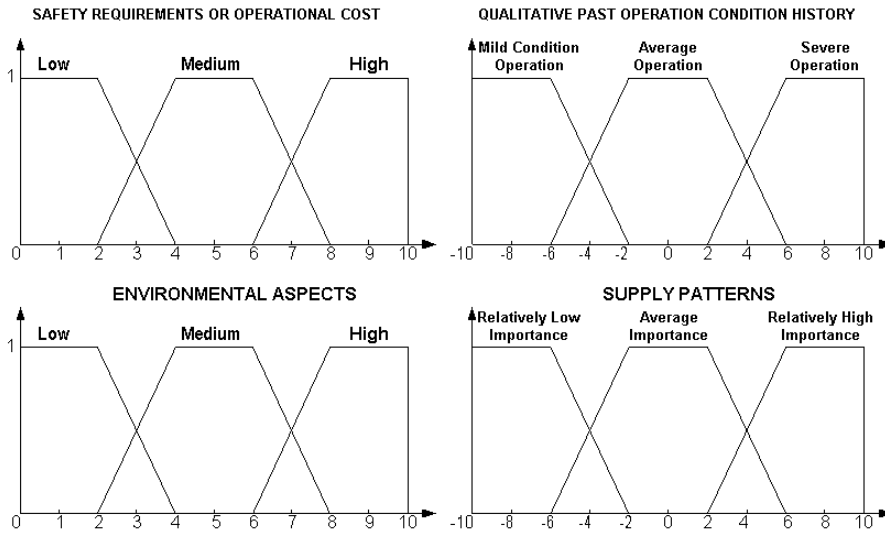 SAFETY REQUIREMENTS OR OPERATIONAL COST
1
Low
Medium
High
0 1 2 3 4 5 6 7 8 9 10
QUALITATIVE PAST OPERATION CONDITION HISTORY
Mild Condition
Operation
Average
Operation
Severe
Operation
-10 -8 -6 -4 -2 0 2 4 6 8 10
ENVIRONMENTAL ASPECTS
1
Low
Medium
High
0 1 2 3 4 5 6 7 8 9 10
SUPPLY PATTERNS
Relatively Low
Importance
Average
Importance
Relatively High
Importance
-10 -8 -6 -4 -2 0 2 4 6 8 10